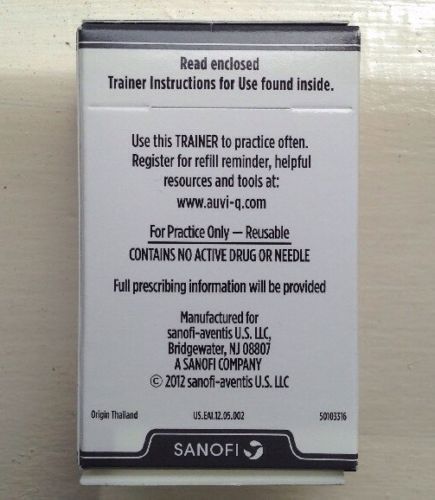 Read enclosed
Trainer Instructions for Use found inside.
Use this TRAINER to practice often.
Register for refill reminder, helpful
resources and tools at:
www.auvi-q.com
For Practice Only — Reusable
CONTAINS NO ACTIVE DRUG OR NEEDLE
Full prescribing information will be provided
Manufactured for
sanofi-aventis U.S. LLC,
Bridgewater, NJ 08807
A SANOFI COMPANY
© 2012 sanofi-aventis U.S. LLC
Origin Thailand US.EAI.12.05.002 50103316
SANOFI